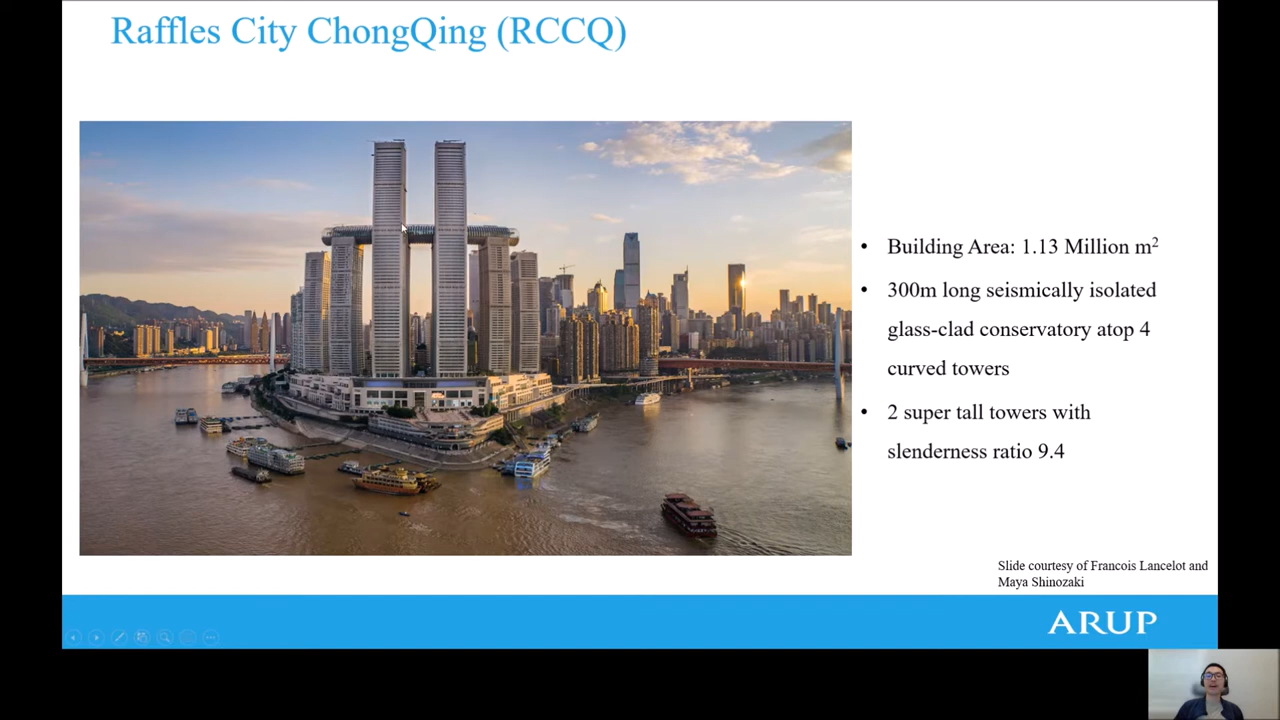 Raffles City ChongQing (RCCQ)
• Building Area: 1.13 Million m²
• 300m long seismically isolated
glass-clad conservatory atop 4
curved towers
• 2 super tall towers with
slenderness ratio 9.4
Slide courtesy of Francois Lancelot and
Maya Shinozaki
ARUP